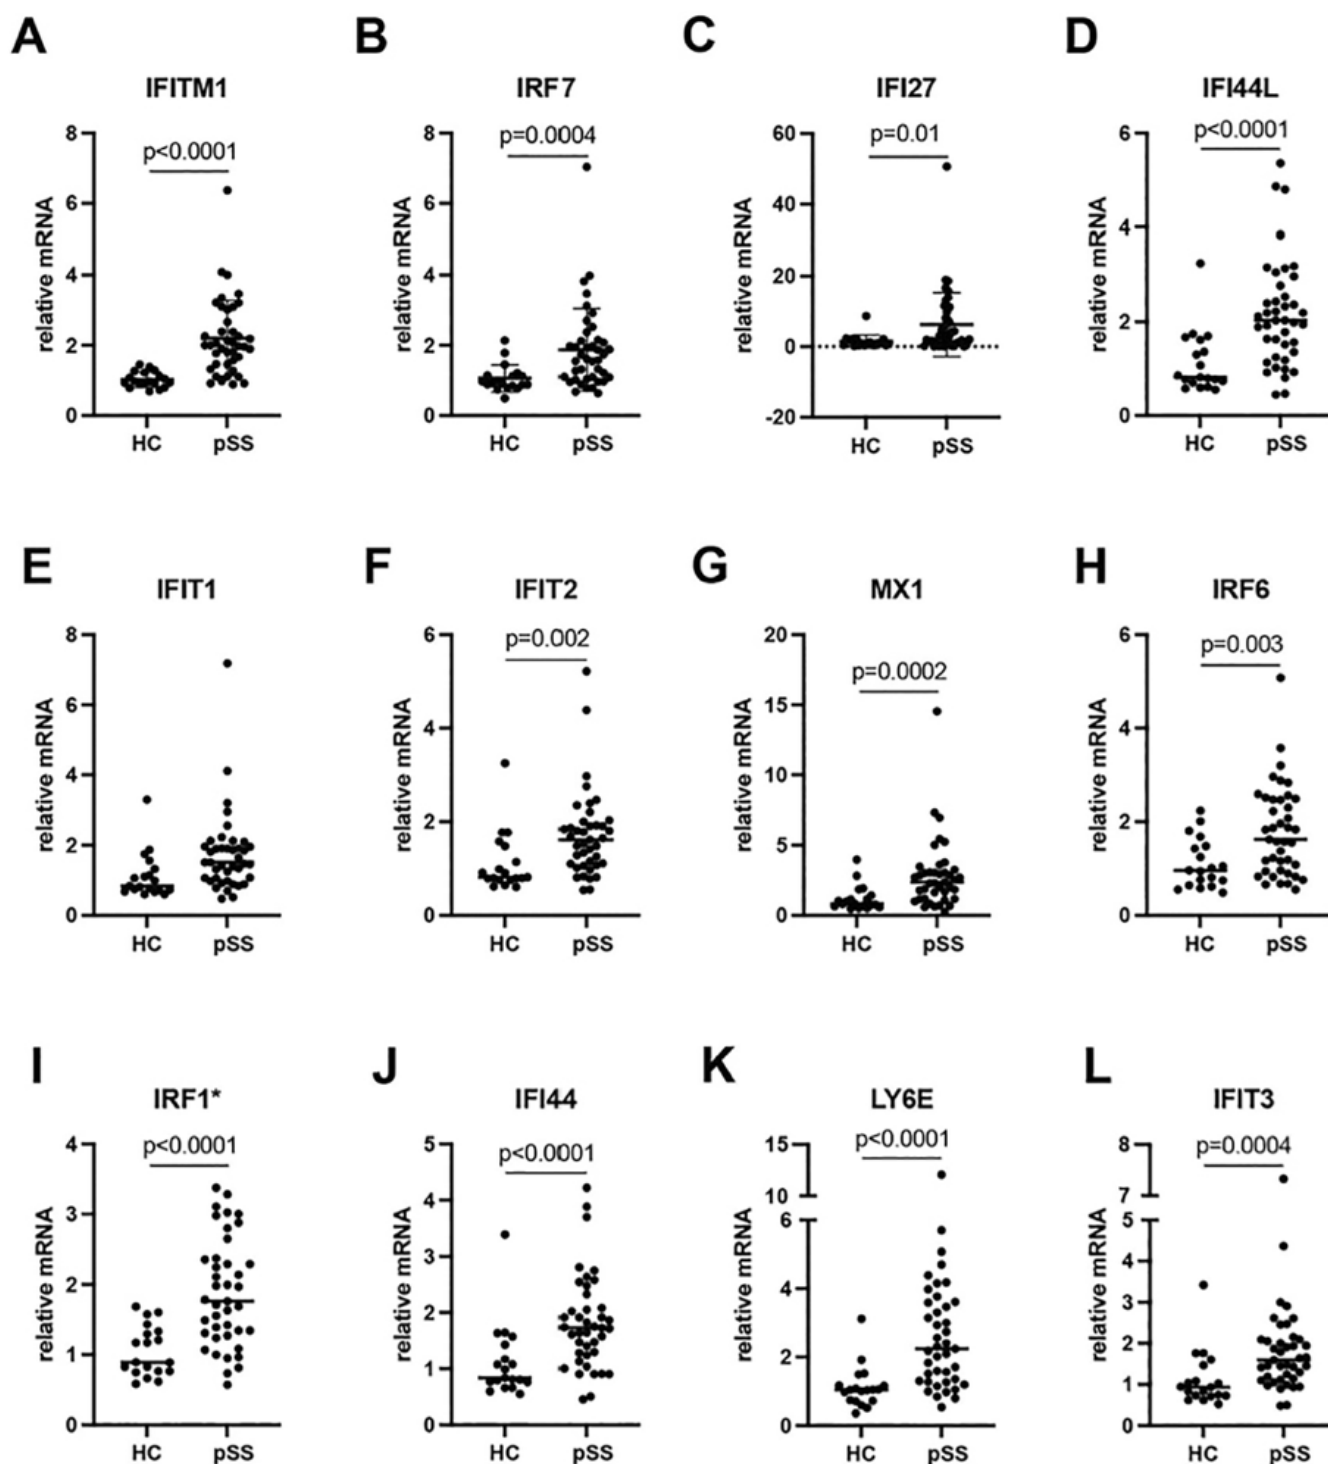 A B C D
IFITM1 IRF7 IFI27 IFI44L
p<0.0001 p=0.0004 p=0.01 p<0.0001
relative mRNA relative mRNA relative mRNA relative mRNA
8 6 4 2 0
8 6 4 2 0
60 40 20 0 -20
6 4 2 0
HC pSS HC pSS HC pSS HC pSS
E F G H
IFIT1 IFIT2 MX1 IRF6
p=0.002 p=0.0002 p=0.003
relative mRNA relative mRNA relative mRNA relative mRNA
8 6 4 2 0
6 4 2 0
20 15 10 5 0
6 4 2 0
HC pSS HC pSS HC pSS HC pSS
I J K L
IRF1* IFI44 LY6E IFIT3
p<0.0001 p<0.0001 p<0.0001 p=0.0004
relative mRNA relative mRNA relative mRNA relative mRNA
4 3 2 1 0
5 4 3 2 1 0
15 10 6 4 2 0
8 7 5 4 3 2 1 0
HC pSS HC pSS HC pSS HC pSS